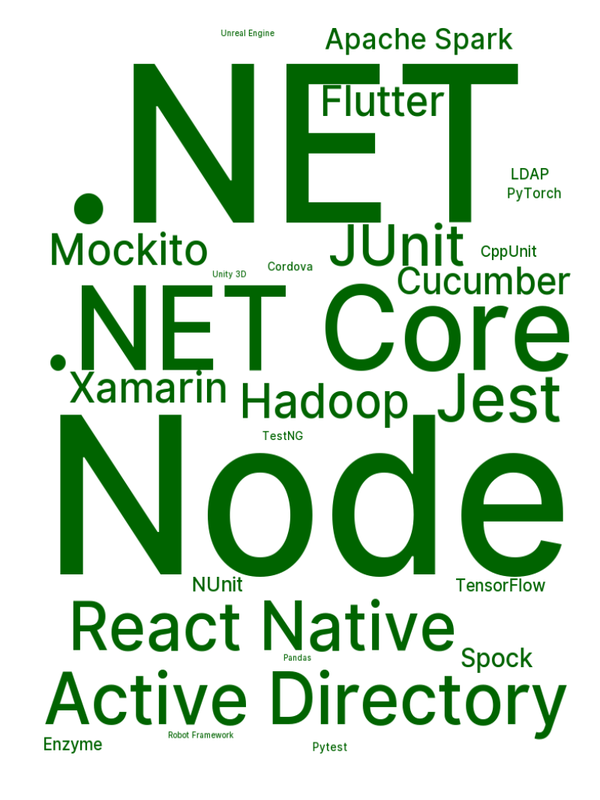 Unreal Engine
Apache Spark
.NET
Flutter
LDAP
PyTorch
Mockito
JUnit
CppUnit
Cordova
Unity 3D
Cucumber
.NET Core
Xamarin
Hadoop
Jest
TestNG
Node
NUnit
TensorFlow
React Native
Pandas
Spock
Active Directory
Robot Framework
Enzyme
Pytest